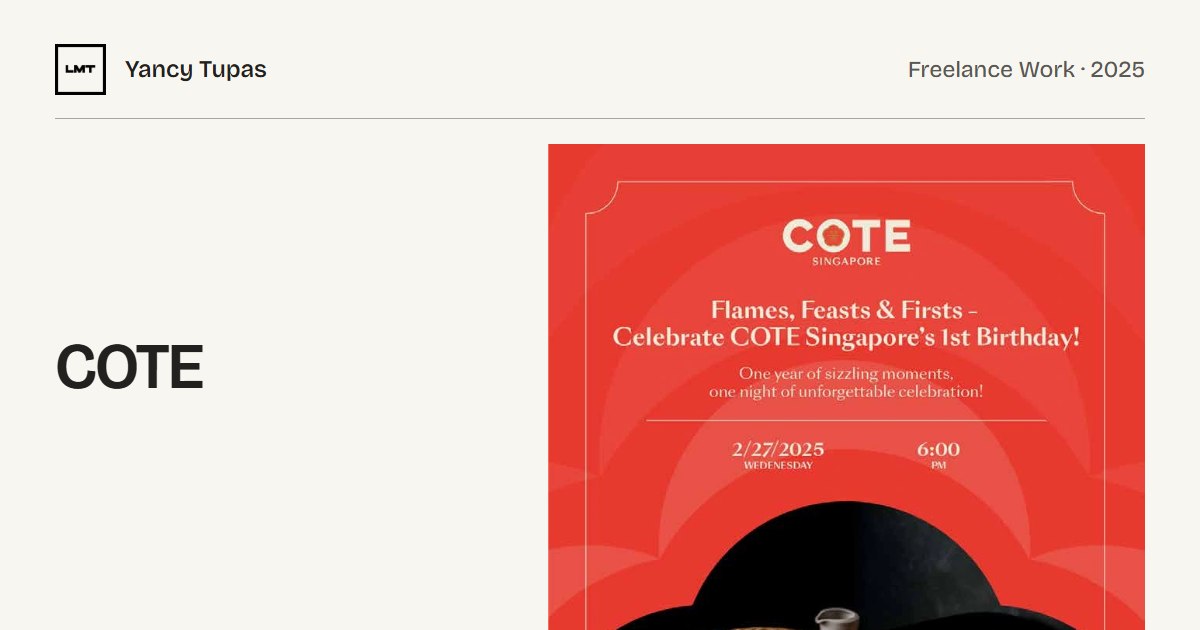 LMT
Yancy Tupas
Freelance Work · 2025
COTE
COTE
SINGAPORE
Flames, Feasts & Firsts –
Celebrate COTE Singapore’s 1st Birthday!
One year of sizzling moments,
one night of unforgettable celebration!
2/27/2025 6:00
WEDENESDAY PM